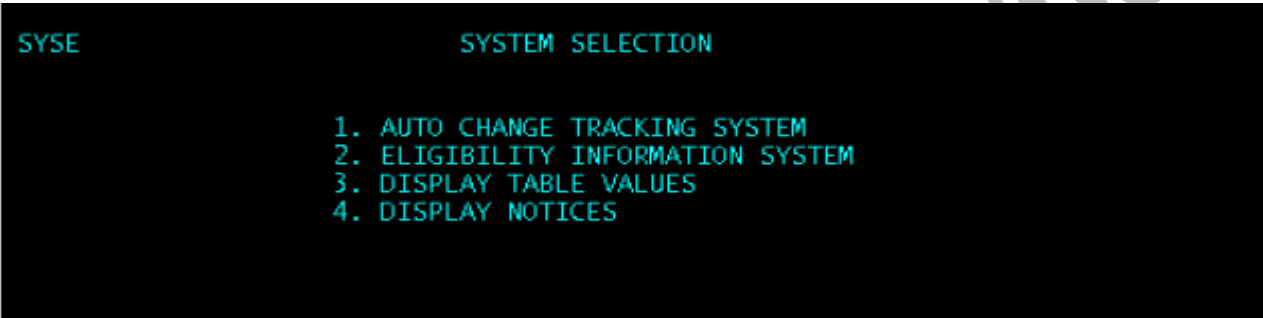 SYSE SYSTEM SELECTION
1. AUTO CHANGE TRACKING SYSTEM
2. ELIGIBILITY INFORMATION SYSTEM
3. DISPLAY TABLE VALUES
4. DISPLAY NOTICES